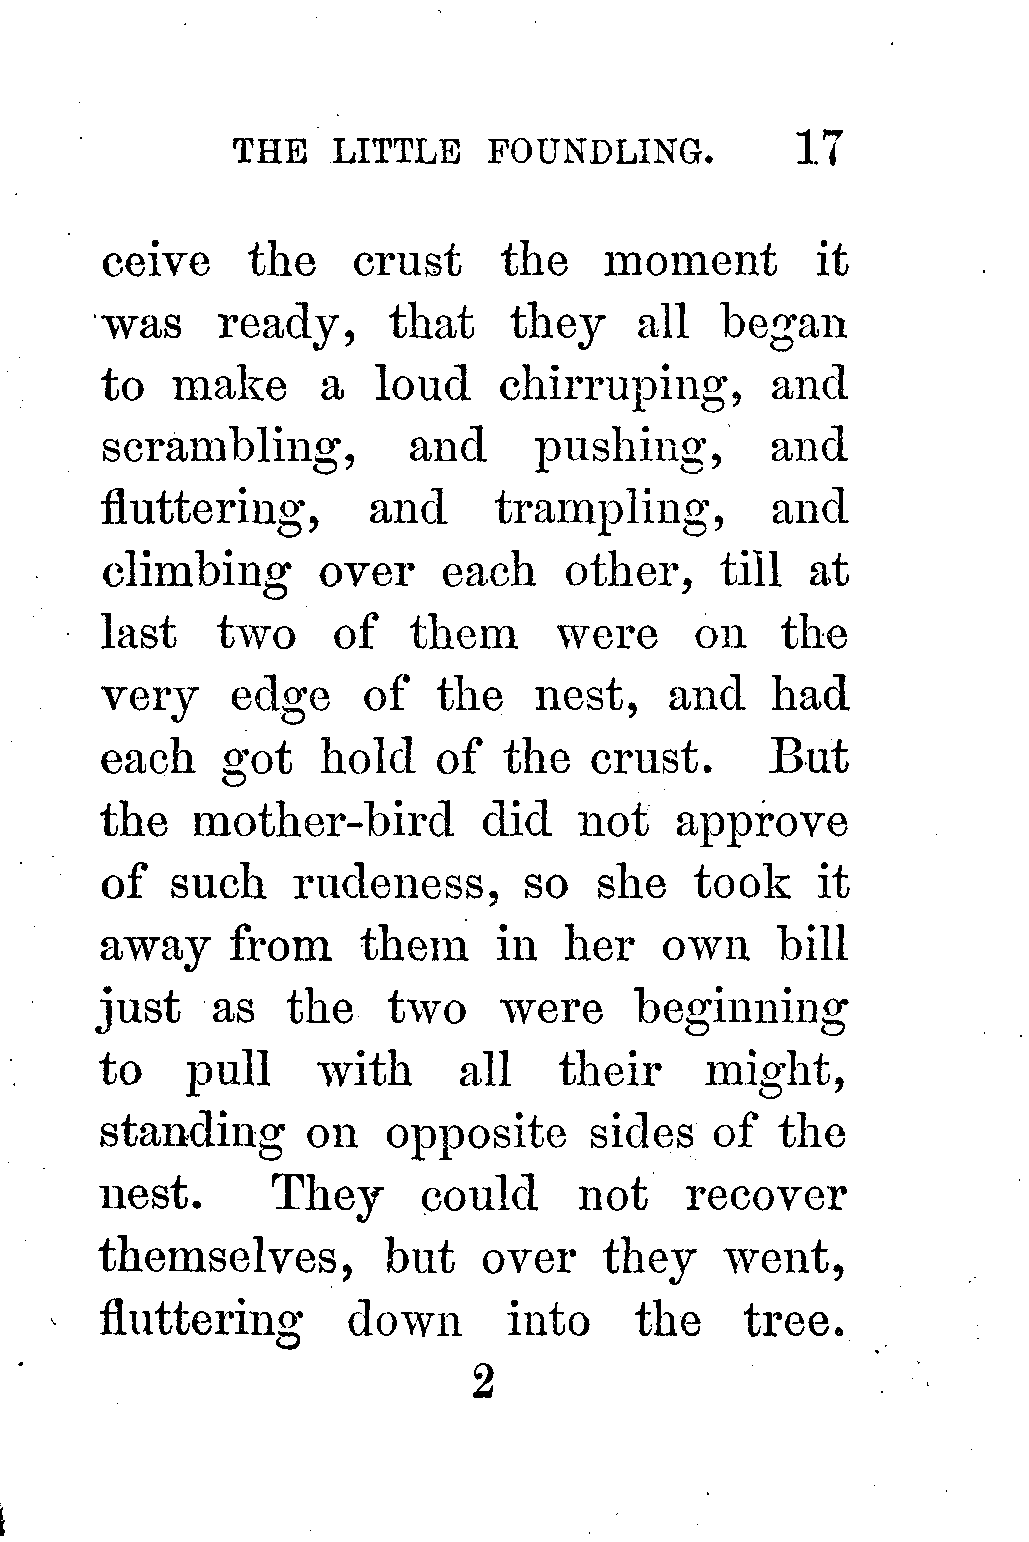 THE LITTLE FOUNDLING. 17
ceive the crust the moment it
was ready, that they all began
to make a loud chirruping, and
scrambling, and pushing, and
fluttering, and trampling, and
climbing over each other, till at
last two of them were on the
very edge of the nest, and had
each got hold of the crust. But
the mother-bird did not approve
of such rudeness, so she took it
away from them in her own bill
just as the two were beginning
to pull with all their might,
standing on opposite sides of the
nest. They could not recover
themselves, but over they went,
fluttering down into the tree.
2